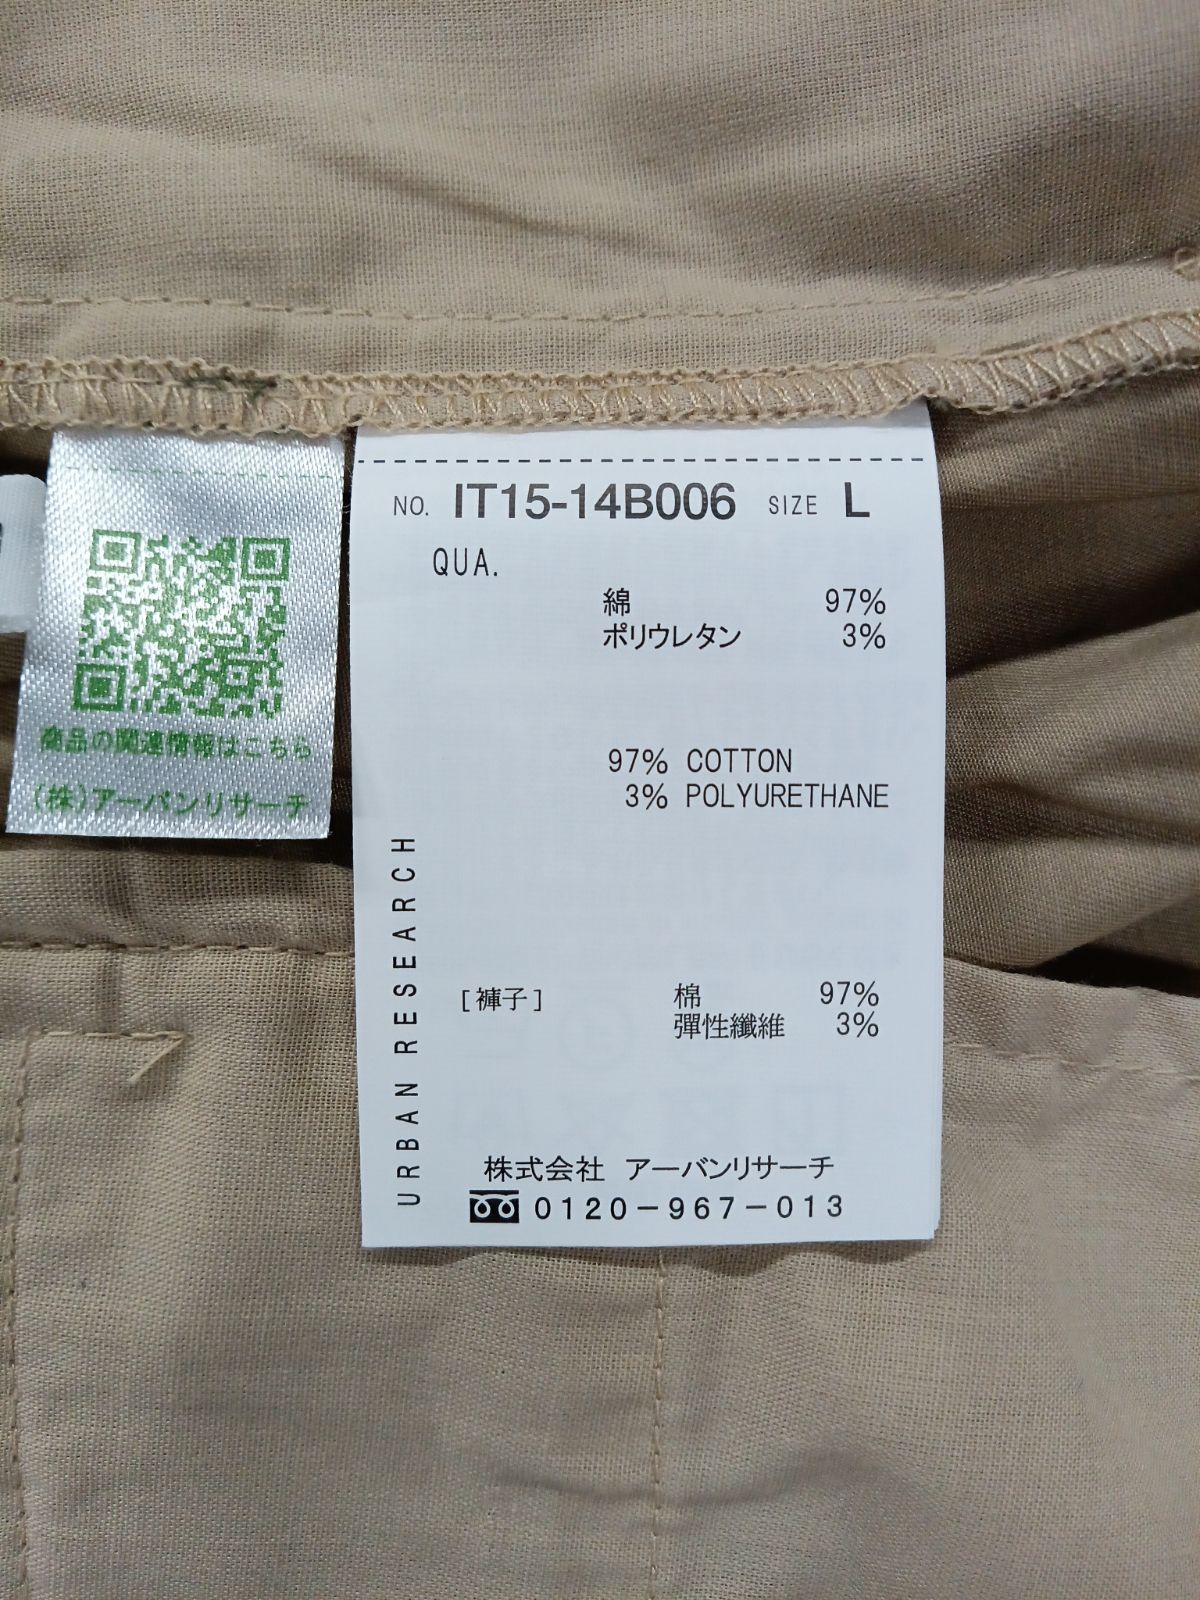 商品の関連情報はこちら
(株)アーバンリサーチ
NO. IT15-14B006 SIZE L
QUA.
綿 97%
ポリウレタン 3%
97% COTTON
3% POLYURETHANE
URBAN RESEARCH
[褲子] 棉 97%
彈性纖維 3%
株式会社 アーバンリサーチ
0120-967-013